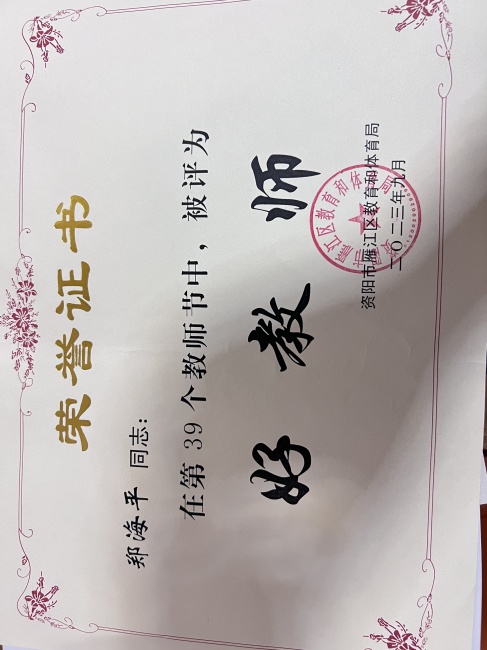 荣誉证书
郑海平 同志：
在第 39 个教师节中，被评为
好 教 师
资阳市雁江区教育和体育局
二〇二三年九月